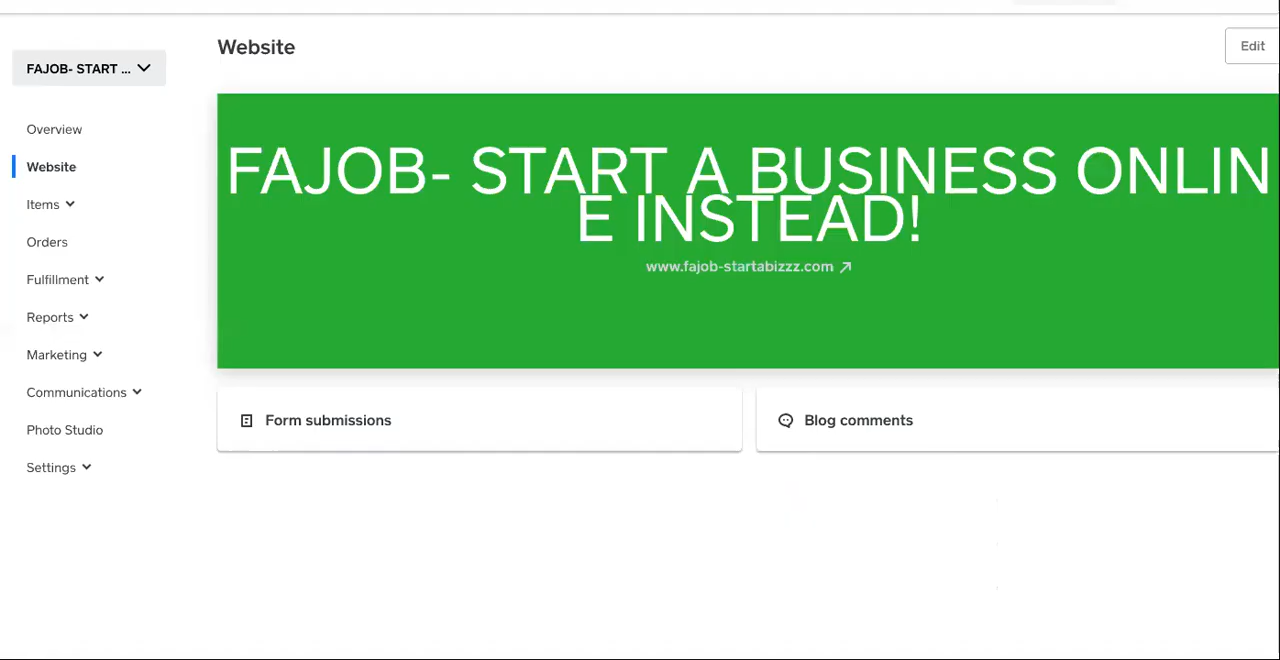 Website
Edit
FAJOB- START ...
Overview
Website
Items
Orders
Fulfillment
Reports
Marketing
Communications
Photo Studio
Settings
FAJOB- START A BUSINESS ONLIN
E INSTEAD!
www.fajob-startabizzz.com
Form submissions
Blog comments